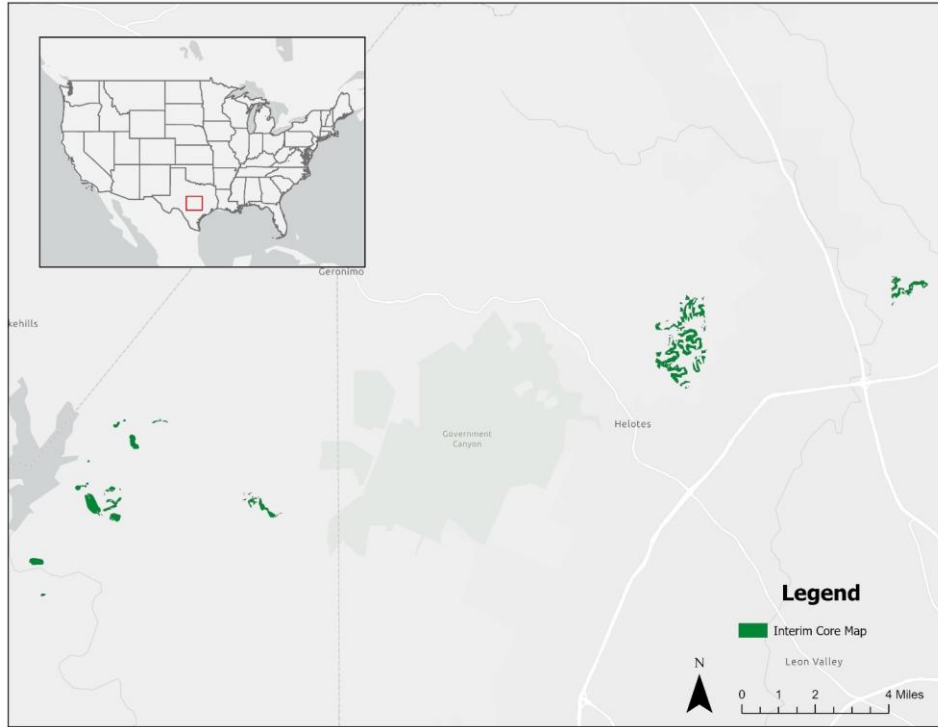 Geronimo
kehills
Government
Canyon
Helotes
Legend
Interim Core Map
Leon Valley
N
0 1 2 4 Miles